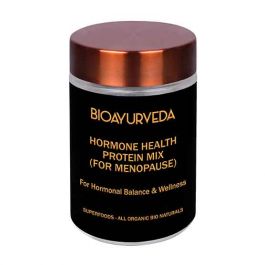 BIOAYURVEDA
HORMONE HEALTH
PROTEIN MIX
(FOR MENOPAUSE)
For Hormonal Balance & Wellness
SUPERFOODS - ALL ORGANIC BIO NATURALS